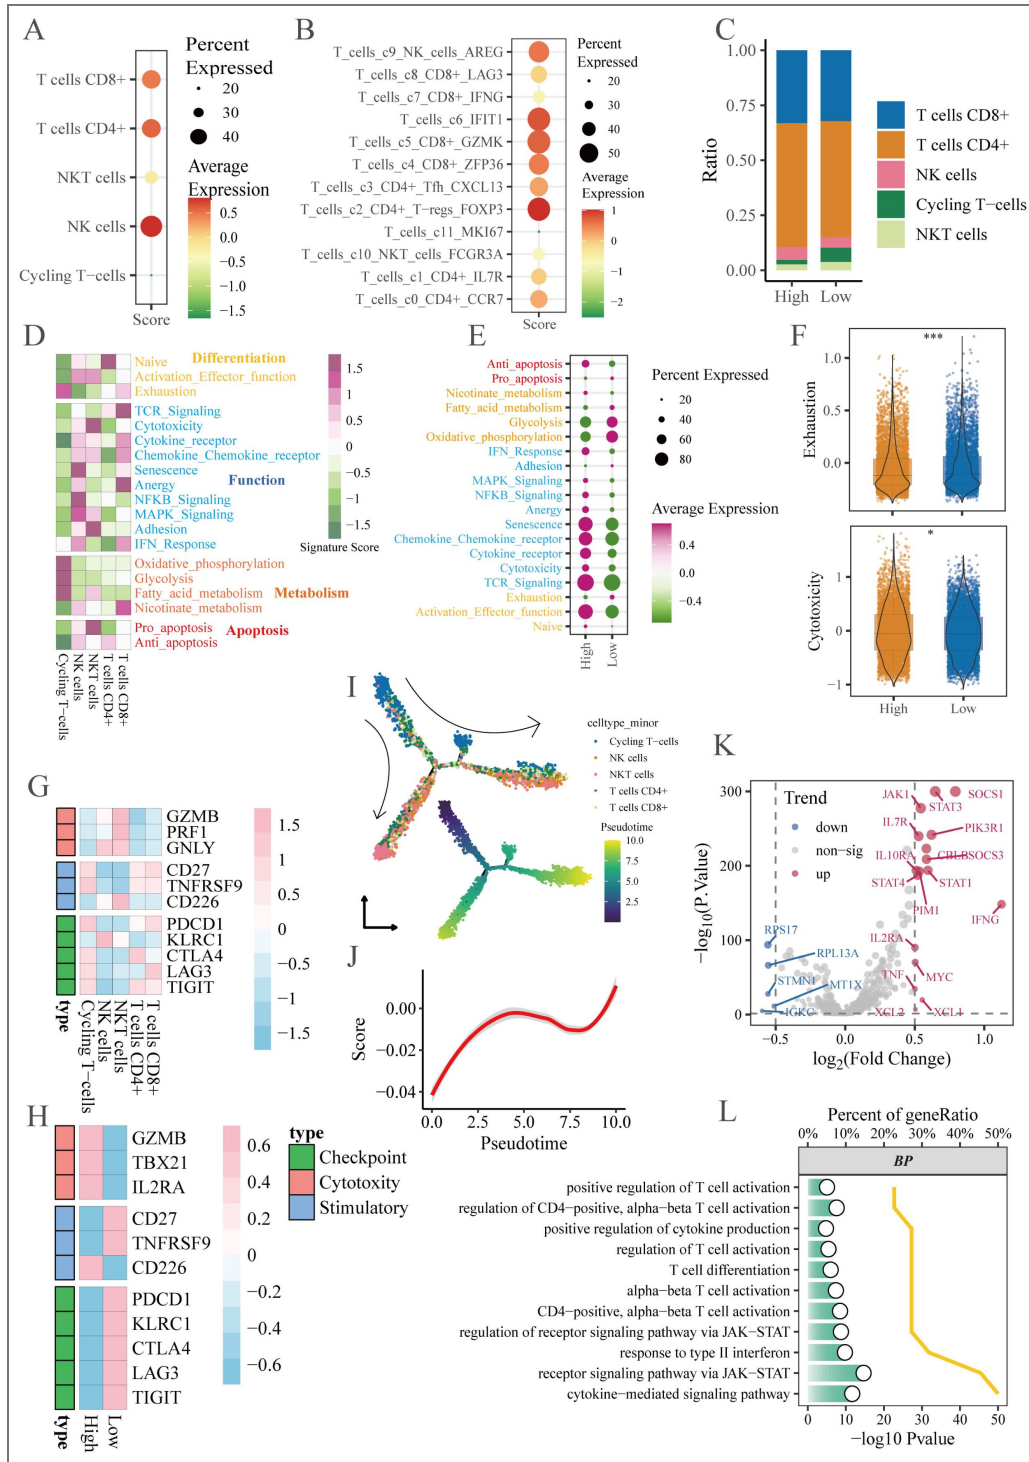 A
T cells CD8+
T cells CD4+
NKT cells
NK cells
Cycling T−cells
Score
Percent
Expressed
20
30
40
Average
Expression
0.5
0.0
−0.5
−1.0
−1.5
B
T_cells_c9_NK_cells_AREG
T_cells_c8_CD8+_LAG3
T_cells_c7_CD8+_IFNG
T_cells_c6_IFIT1
T_cells_c5_CD8+_GZMK
T_cells_c4_CD8+_ZFP36
T_cells_c3_CD4+_Tfh_CXCL13
T_cells_c2_CD4+_T−regs_FOXP3
T_cells_c11_MKI67
T_cells_c10_NKT_cells_FCGR3A
T_cells_c1_CD4+_IL7R
T_cells_c0_CD4+_CCR7
Score
Percent
Expressed
20
30
40
50
Average
Expression
1
0
−1
−2
C
Ratio
1.00
0.75
0.50
0.25
0.00
High Low
T cells CD8+
T cells CD4+
NK cells
Cycling T−cells
NKT cells
D
Differentiation
Naive
Activation_Effector_function
Exhaustion
TCR_Signaling
Cytotoxicity
Cytokine_receptor
Chemokine_Chemokine_receptor
Senescence
Function
Anergy
NFKB_Signaling
MAPK_Signaling
Adhesion
IFN_Response
Oxidative_phosphorylation
Glycolysis
Fatty_acid_metabolism
Metabolism
Nicotinate_metabolism
Pro_apoptosis
Apoptosis
Anti_apoptosis
Cycling T−cells
NK cells
NKT cells
T cells CD4+
T cells CD8+
1.5
1
0.5
0
−0.5
−1
−1.5
Signature Score
E
Anti_apoptosis
Pro_apoptosis
Nicotinate_metabolism
Fatty_acid_metabolism
Glycolysis
Oxidative_phosphorylation
IFN_Response
Adhesion
MAPK_Signaling
NFKB_Signaling
Anergy
Senescence
Chemokine_Chemokine_receptor
Cytokine_receptor
Cytotoxicity
TCR_Signaling
Exhaustion
Activation_Effector_function
Naive
High
Low
Percent Expressed
20
40
60
80
Average Expression
0.4
0.0
−0.4
F
***
Exhaustion
1.0
0.5
0.0
*
Cytotoxicity
1
0
−1
High Low
G
GZMB
PRF1
GNLY
CD27
TNFRSF9
CD226
PDCD1
KLRC1
CTLA4
LAG3
TIGIT
type
Cycling T−cells
NK cells
NKT cells
T cells CD4+
T cells CD8+
1.5
1
0.5
0
−0.5
−1
−1.5
H
GZMB
TBX21
IL2RA
CD27
TNFRSF9
CD226
PDCD1
KLRC1
CTLA4
LAG3
TIGIT
type
High
Low
0.6
0.4
0.2
0
−0.2
−0.4
−0.6
type
Checkpoint
Cytotoxity
Stimulatory
I
celltype_minor
Cycling T−cells
NK cells
NKT cells
T cells CD4+
T cells CD8+
Pseudotime
10.0
7.5
5.0
2.5
0.0
J
Score
0.00
−0.02
−0.04
0.0 2.5 5.0 7.5 10.0
Pseudotime
K
−log10(P.Value)
300
200
100
0
Trend
down
non−sig
up
JAK1
SOCS1
STAT3
IL7R
PIK3R1
IL10RA
CBLB
SOCS3
STAT4
STAT1
PIM1
IFNG
RPS17
IL2RA
RPL13A
STMN1
MT1X
TNF
MYC
IGKC
XCL2
XCL1
−0.5 0.0 0.5 1.0
log2(Fold Change)
L
Percent of geneRatio
0% 10% 20% 30% 40% 50%
BP
positive regulation of T cell activation
regulation of CD4−positive, alpha−beta T cell activation
positive regulation of cytokine production
regulation of T cell activation
T cell differentiation
alpha−beta T cell activation
CD4−positive, alpha−beta T cell activation
regulation of receptor signaling pathway via JAK−STAT
response to type II interferon
receptor signaling pathway via JAK−STAT
cytokine−mediated signaling pathway
0 10 20 30 40 50
−log10 Pvalue